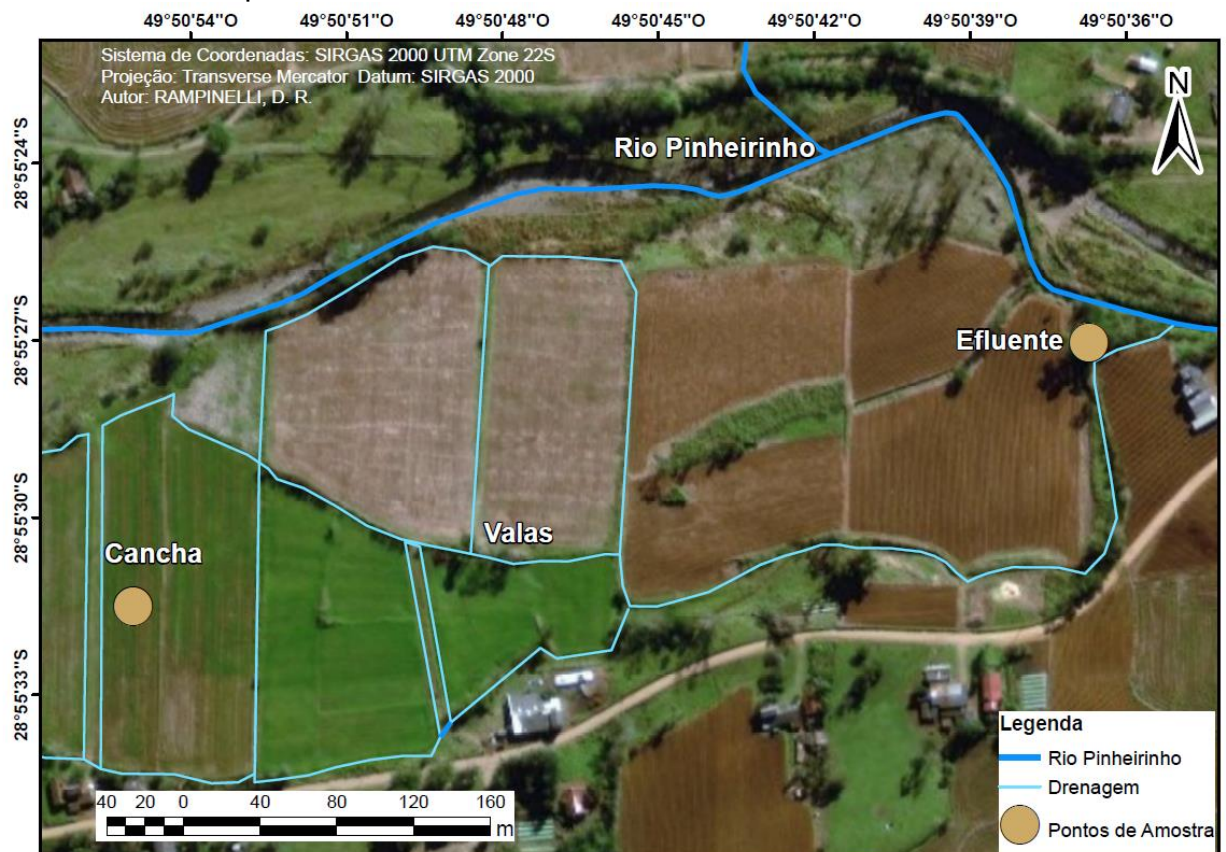 49°50'54"O 49°50'51"O 49°50'48"O 49°50'45"O 49°50'42"O 49°50'39"O 49°50'36"O
Sistema de Coordenadas: SIRGAS 2000 UTM Zone 22S
Projeção: Transverse Mercator Datum: SIRGAS 2000
Autor: RAMPINELLI, D. R.
N
Rio Pinheirinho
28°55'24"S
28°55'27"S
Efluente
28°55'30"S
Valas
Cancha
28°55'33"S
Legenda
Rio Pinheirinho
Drenagem
Pontos de Amostra
40 20 0 40 80 120 160
m